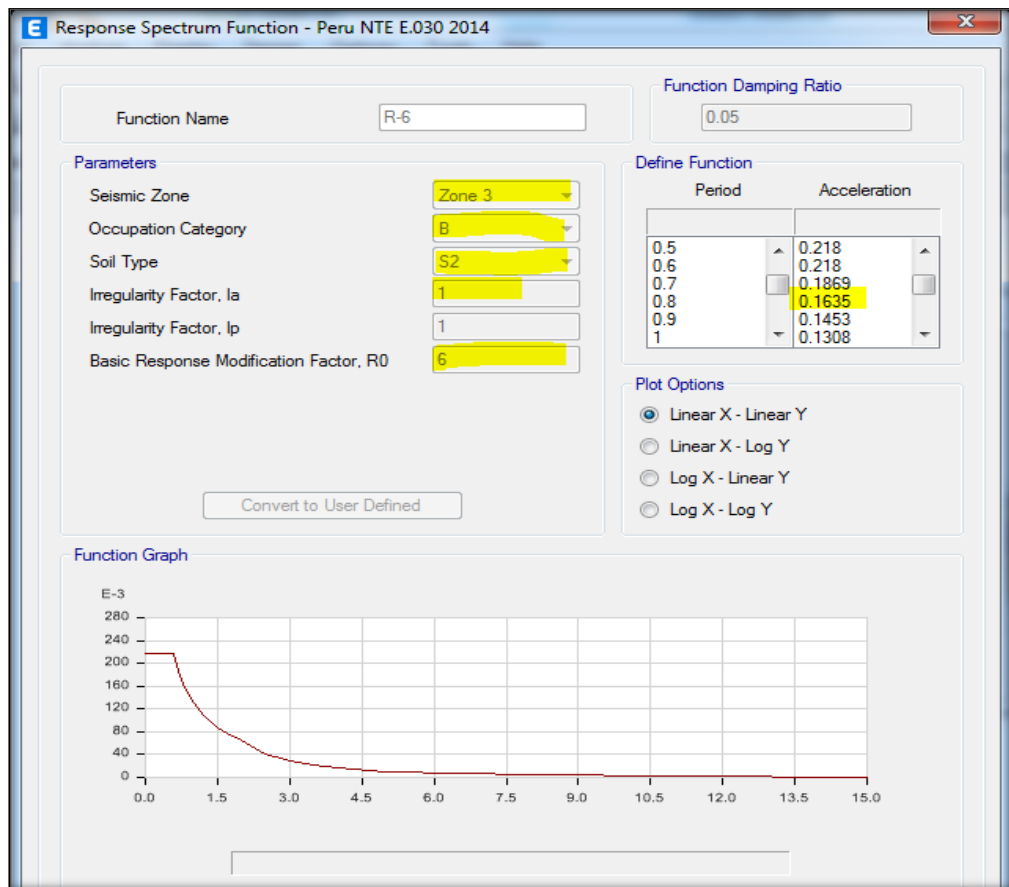 E Response Spectrum Function - Peru NTE E.030 2014
Function Name R-6
Function Damping Ratio
0.05
Parameters
Seismic Zone Zone 3
Occupation Category B
Soil Type S2
Irregularity Factor, Ia 1
Irregularity Factor, Ip 1
Basic Response Modification Factor, R0 6
Convert to User Defined
Define Function
Period Acceleration
0.5 0.218
0.6 0.218
0.7 0.1869
0.8 0.1635
0.9 0.1453
1 0.1308
Plot Options
Linear X - Linear Y
Linear X - Log Y
Log X - Linear Y
Log X - Log Y
Function Graph
E-3
280
240
200
160
120
80
40
0
0.0 1.5 3.0 4.5 6.0 7.5 9.0 10.5 12.0 13.5 15.0